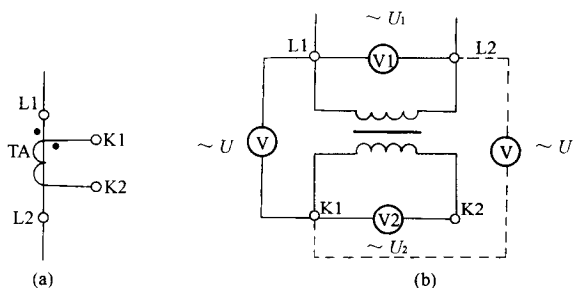 L1
TA
K1
K2
L2
(a)
~ U₁
L1
V1
L2
~ U
V
V
~ U
K1
V2
K2
~ U₂
(b)